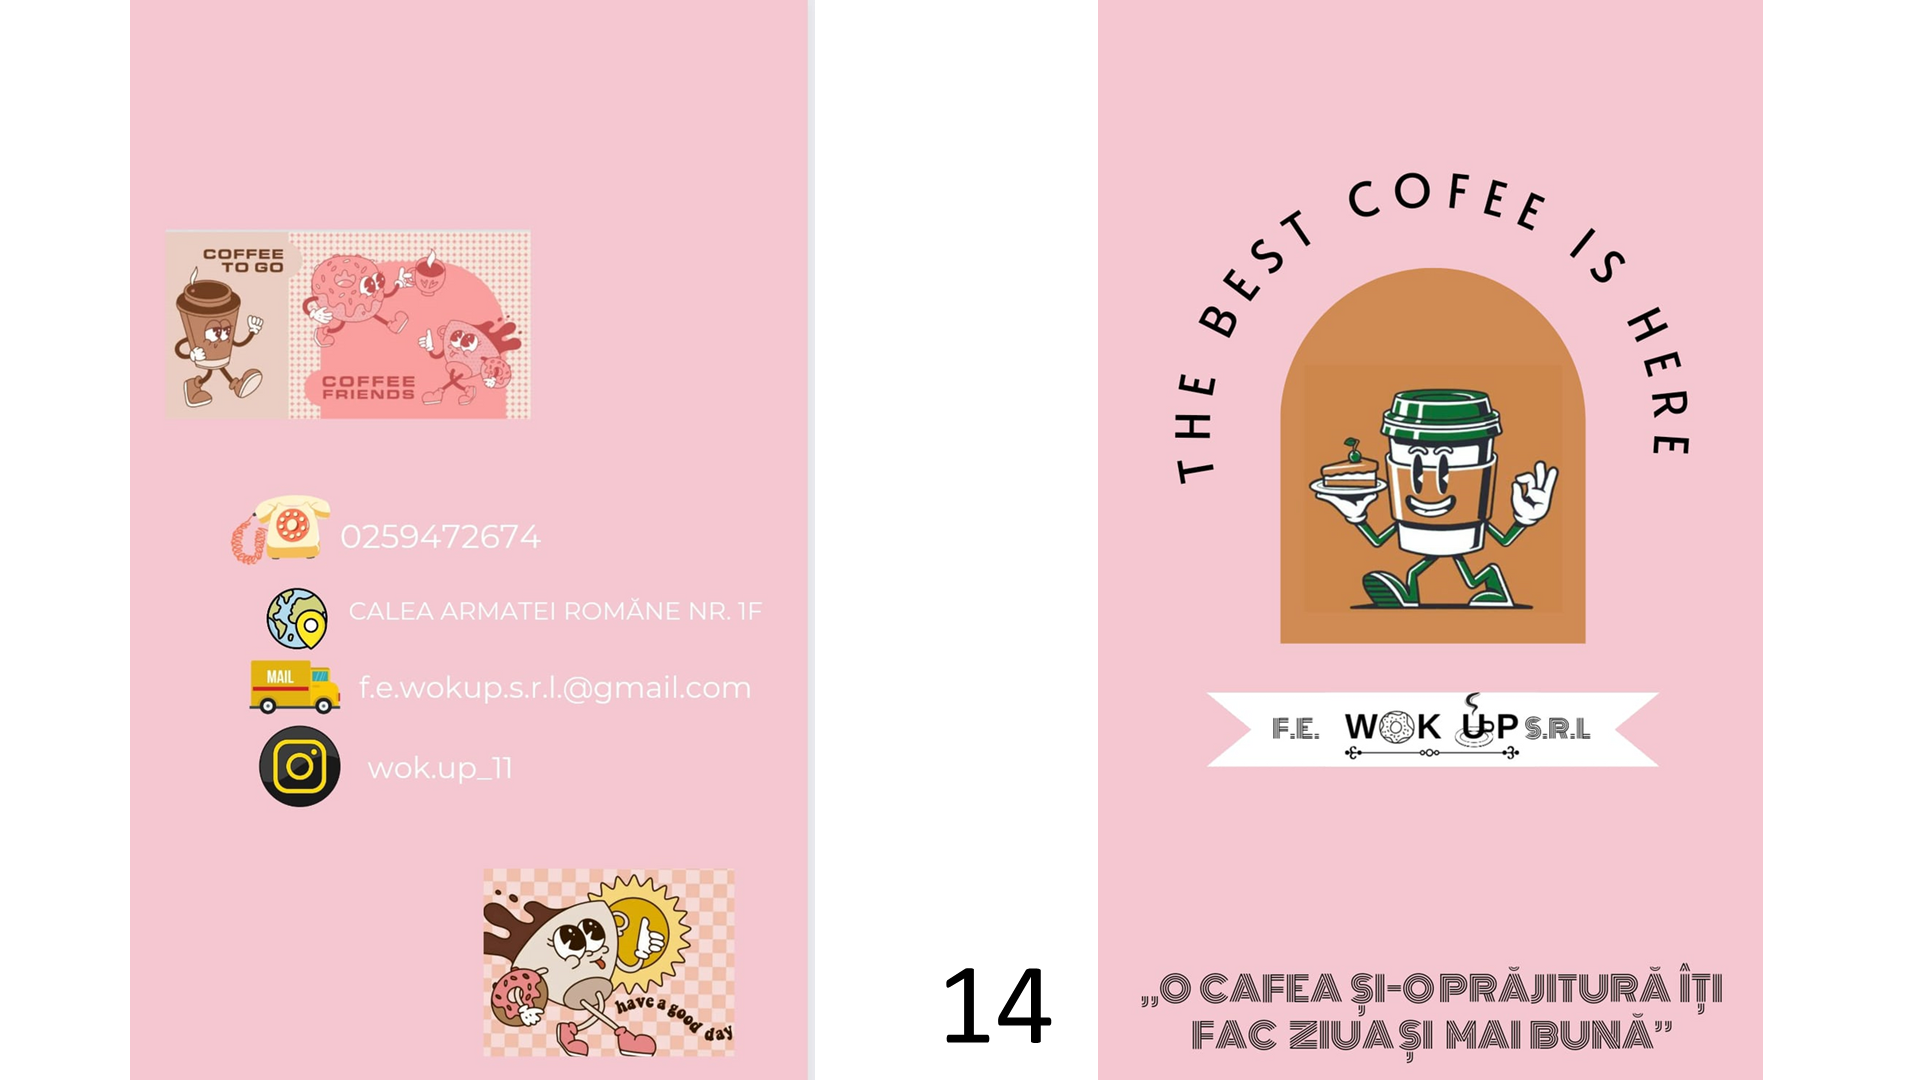 COFFEE
TO GO
COFFEE
FRIENDS
0259472674
CALEA ARMATEI ROMĂNE NR. 1F
MAIL
f.e.wokup.s.r.l.@gmail.com
wok.up_11
have a good day
14
THE BEST COFEE IS HERE
F.E. WOK UP S.R.L
„O CAFEA ȘI-O PRĂJITURĂ ÎȚI
FAC ZIUA ȘI MAI BUNĂ”